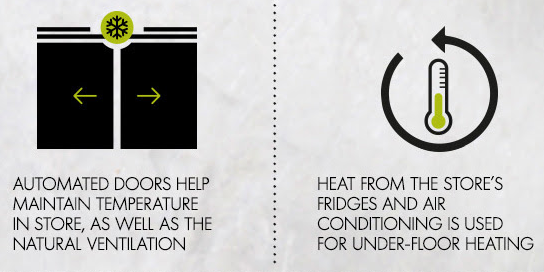 AUTOMATED DOORS HELP
MAINTAIN TEMPERATURE
IN STORE, AS WELL AS THE
NATURAL VENTILATION
HEAT FROM THE STORE'S
FRIDGES AND AIR
CONDITIONING IS USED
FOR UNDER-FLOOR HEATING